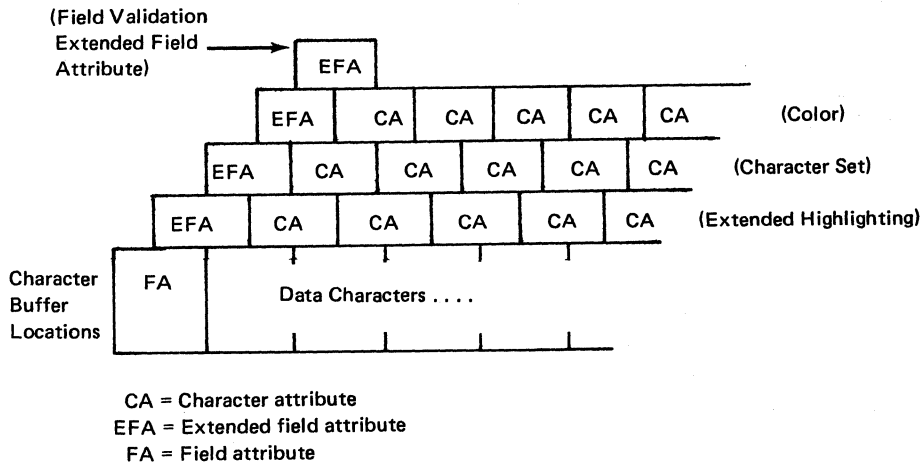 (Field Validation
Extended Field
Attribute)
EFA
EFA CA CA CA CA CA (Color)
EFA CA CA CA CA CA (Character Set)
EFA CA CA CA CA CA (Extended Highlighting)
Character
Buffer
Locations
FA
Data Characters . . . .
CA = Character attribute
EFA = Extended field attribute
FA = Field attribute